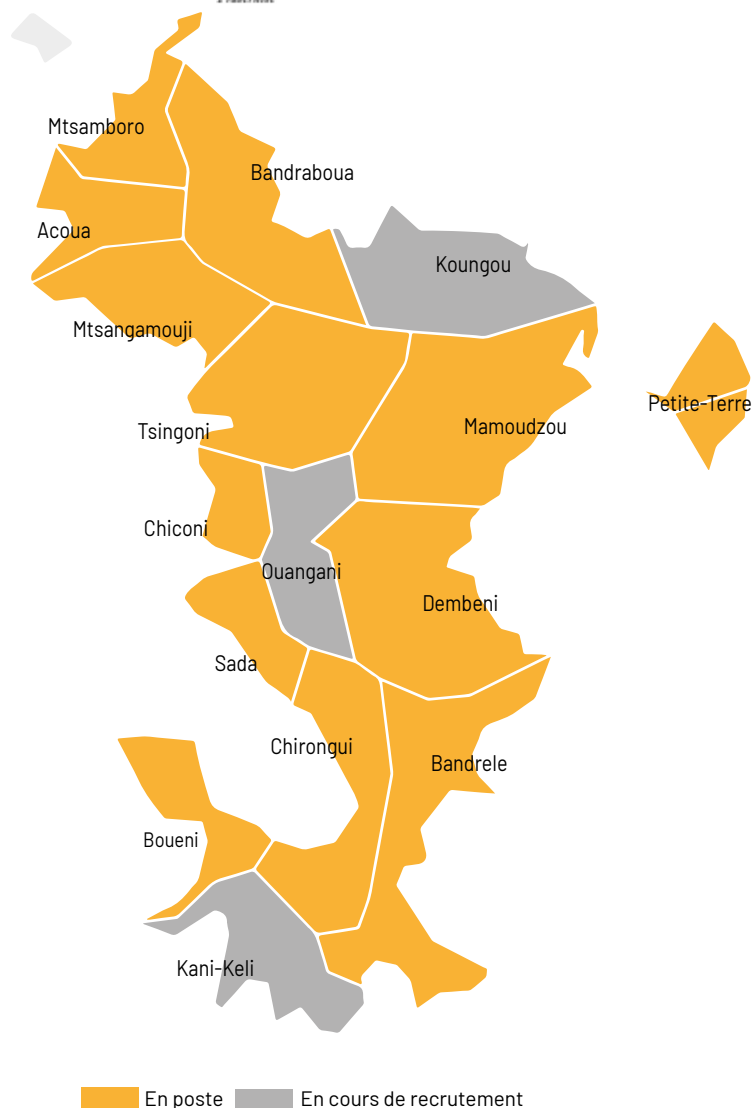 Mtsamboro
Bandraboua
Acoua
Koungou
Mtsangamouji
Petite-Terre
Mamoudzou
Tsingoni
Chiconi
Ouangani
Dembeni
Sada
Chirongui
Bandrele
Boueni
Kani-Keli
En poste
En cours de recrutement